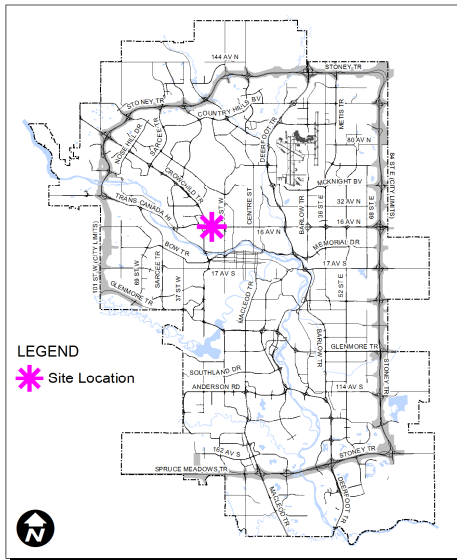 144 AV N
STONEY TR
STONEY TR
COUNTRY HILLS BV
METIS TR
NOSE HILL DR
SARCEE TR
DEERFOOT TR
80 AV N
CROWCHILD TR
MCKNIGHT BV
TRANS CANADA HI
ST W
CENTRE ST
BARLOW TR
36 ST E
32 AV N
68 ST E
84 ST E (CITY LIMITS)
16 AV N
16 AV N
BOW TR
MEMORIAL DR
17 AV S
17 AV S
101 ST W (CITY LIMITS)
69 ST W
SARCEE TR
37 ST W
MACLEOD TR
52 ST E
GLENMORE TR
BARLOW TR
GLENMORE TR
LEGEND
Site Location
SOUTHLAND DR
ANDERSON RD
114 AV S
STONEY TR
162 AV S
STONEY TR
SPRUCE MEADOWS TR
MACLEOD TR
DEERFOOT TR
N